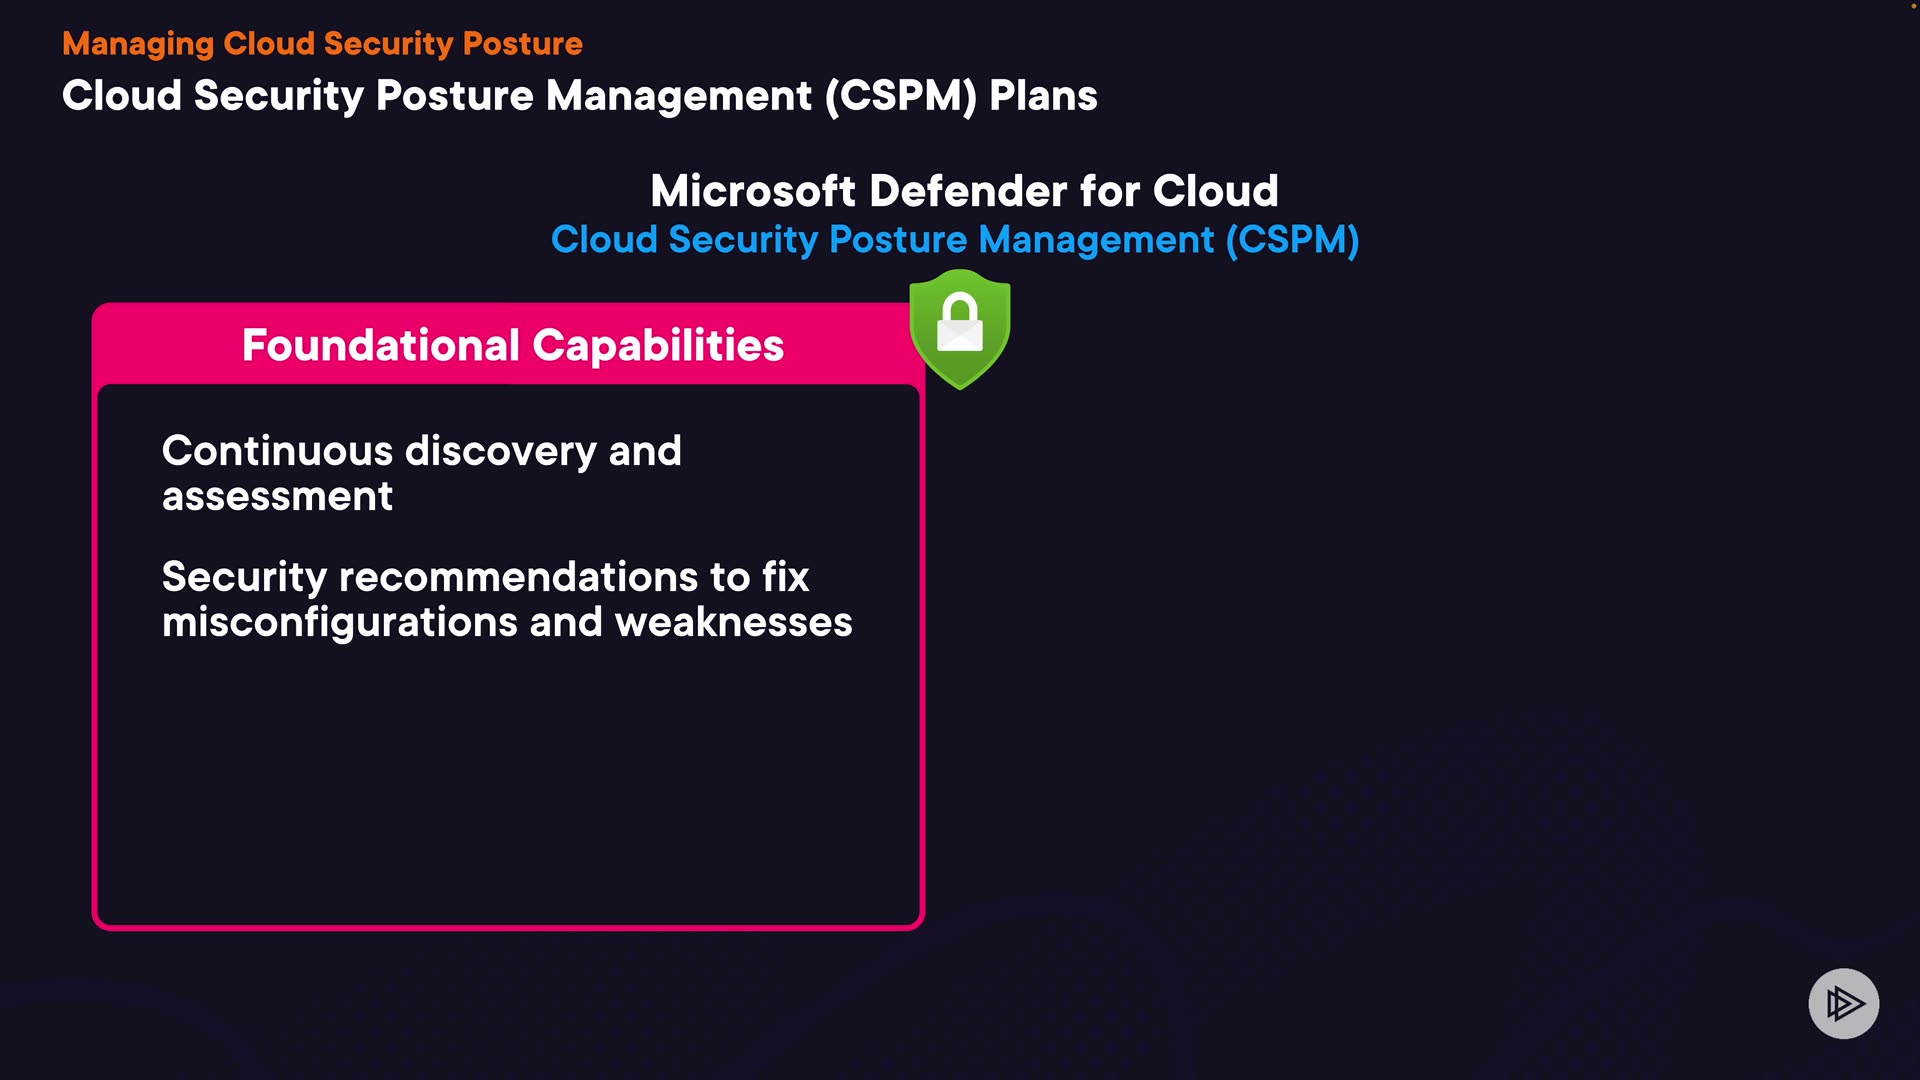 Managing Cloud Security Posture
Cloud Security Posture Management (CSPM) Plans
Microsoft Defender for Cloud
Cloud Security Posture Management (CSPM)
Foundational Capabilities
Continuous discovery and
assessment
Security recommendations to fix
misconfigurations and weaknesses